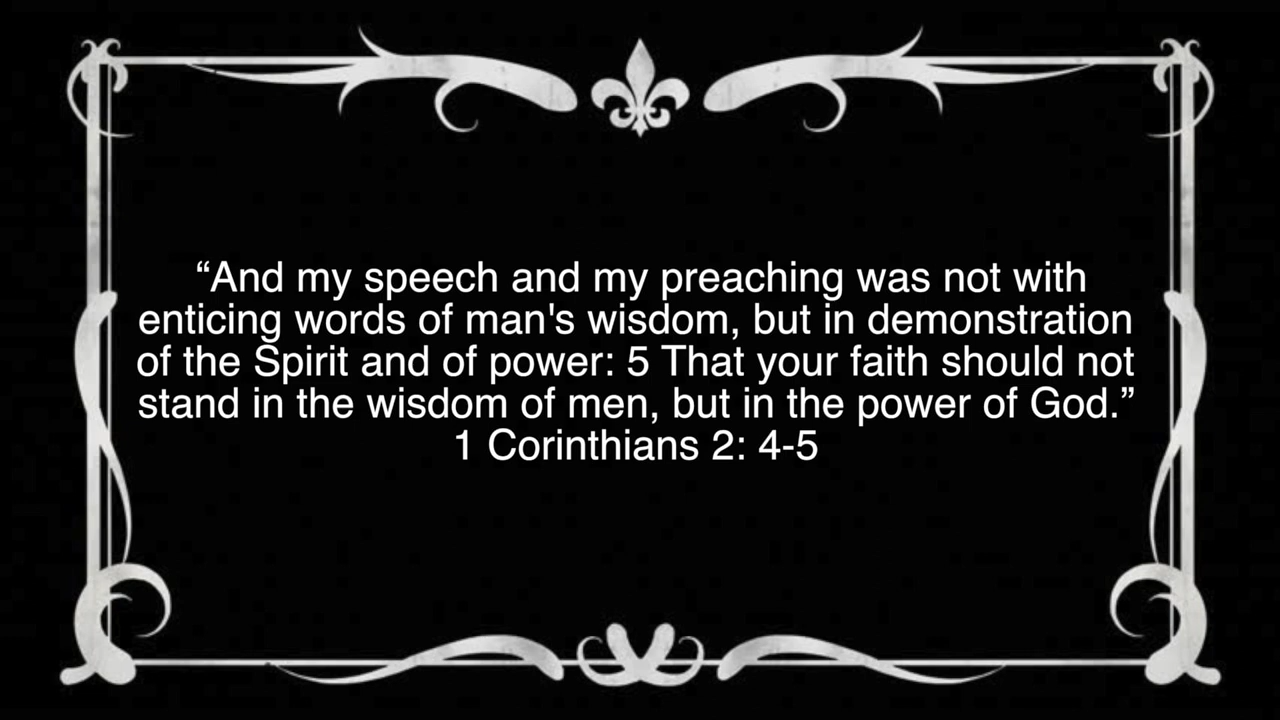 “And my speech and my preaching was not with
enticing words of man's wisdom, but in demonstration
of the Spirit and of power: 5 That your faith should not
stand in the wisdom of men, but in the power of God.”
1 Corinthians 2: 4-5